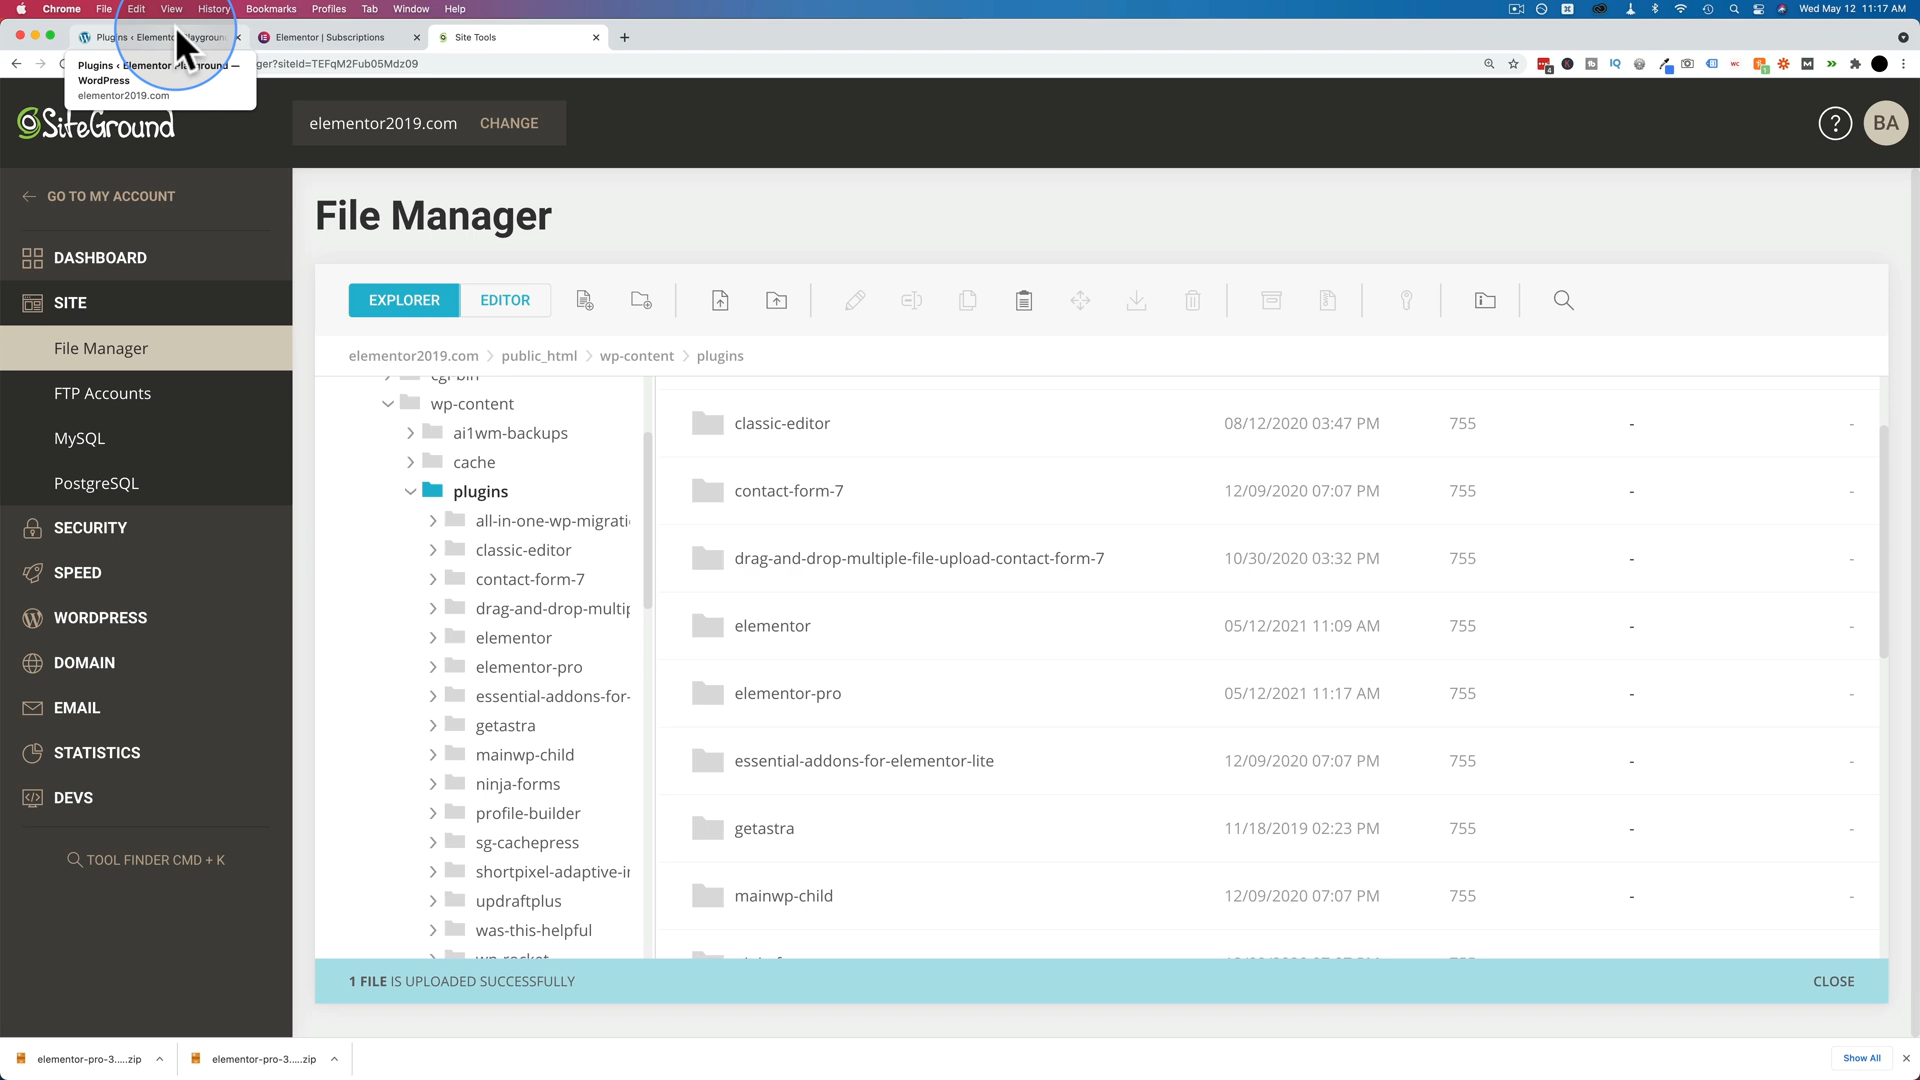 Chrome File Edit View History Bookmarks Profiles Tab Window Help Wed May 12 11:17 AM
Plugins ‹ Elementor Playground Elementor | Subscriptions Site Tools
ger?siteId=TEFqM2Fub05Mdz09
Plugins ‹ Elementor Playground —
WordPress
elementor2019.com
SiteGround
elementor2019.com CHANGE
? BA
GO TO MY ACCOUNT
DASHBOARD
SITE
File Manager
FTP Accounts
MySQL
PostgreSQL
SECURITY
SPEED
WORDPRESS
DOMAIN
EMAIL
STATISTICS
DEVS
TOOL FINDER CMD + K
File Manager
EXPLORER EDITOR
elementor2019.com public_html wp-content plugins
cgi-bin
wp-content
ai1wm-backups
cache
plugins
all-in-one-wp-migrati
classic-editor
contact-form-7
drag-and-drop-multip
elementor
elementor-pro
essential-addons-for-
getastra
mainwp-child
ninja-forms
profile-builder
sg-cachepress
shortpixel-adaptive-i
updraftplus
was-this-helpful
wp-rocket
classic-editor 08/12/2020 03:47 PM 755 - -
contact-form-7 12/09/2020 07:07 PM 755 - -
drag-and-drop-multiple-file-upload-contact-form-7 10/30/2020 03:32 PM 755 - -
elementor 05/12/2021 11:09 AM 755 - -
elementor-pro 05/12/2021 11:17 AM 755 - -
essential-addons-for-elementor-lite 12/09/2020 07:07 PM 755 - -
getastra 11/18/2019 02:23 PM 755 - -
mainwp-child 12/09/2020 07:07 PM 755 - -
1 FILE IS UPLOADED SUCCESSFULLY CLOSE
elementor-pro-3.....zip elementor-pro-3.....zip Show All